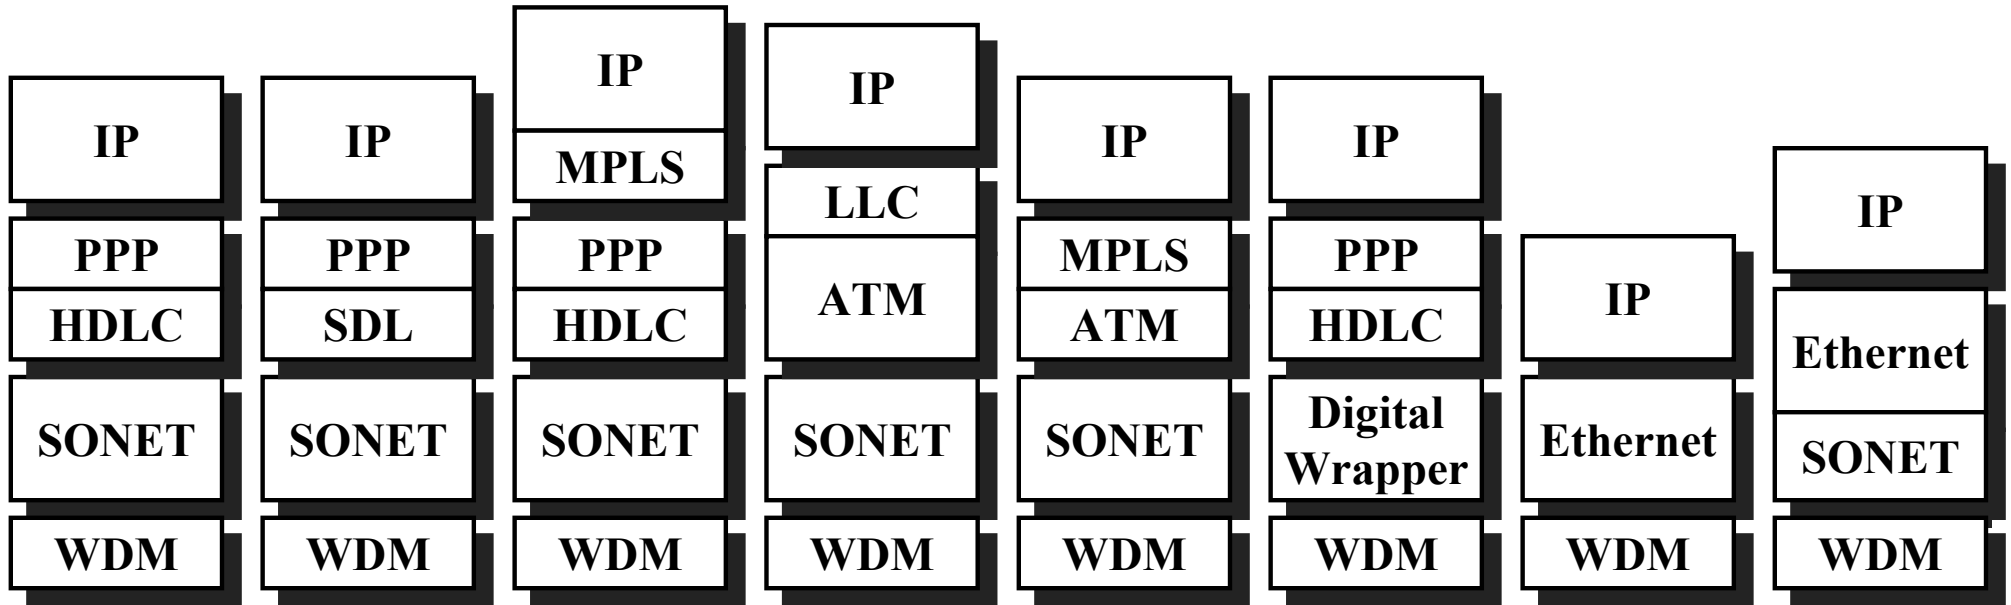 IP
PPP
HDLC
SONET
WDM
IP
PPP
SDL
SONET
WDM
IP
MPLS
PPP
HDLC
SONET
WDM
IP
LLC
ATM
SONET
WDM
IP
MPLS
ATM
SONET
WDM
IP
PPP
HDLC
Digital
Wrapper
WDM
IP
Ethernet
WDM
IP
Ethernet
SONET
WDM